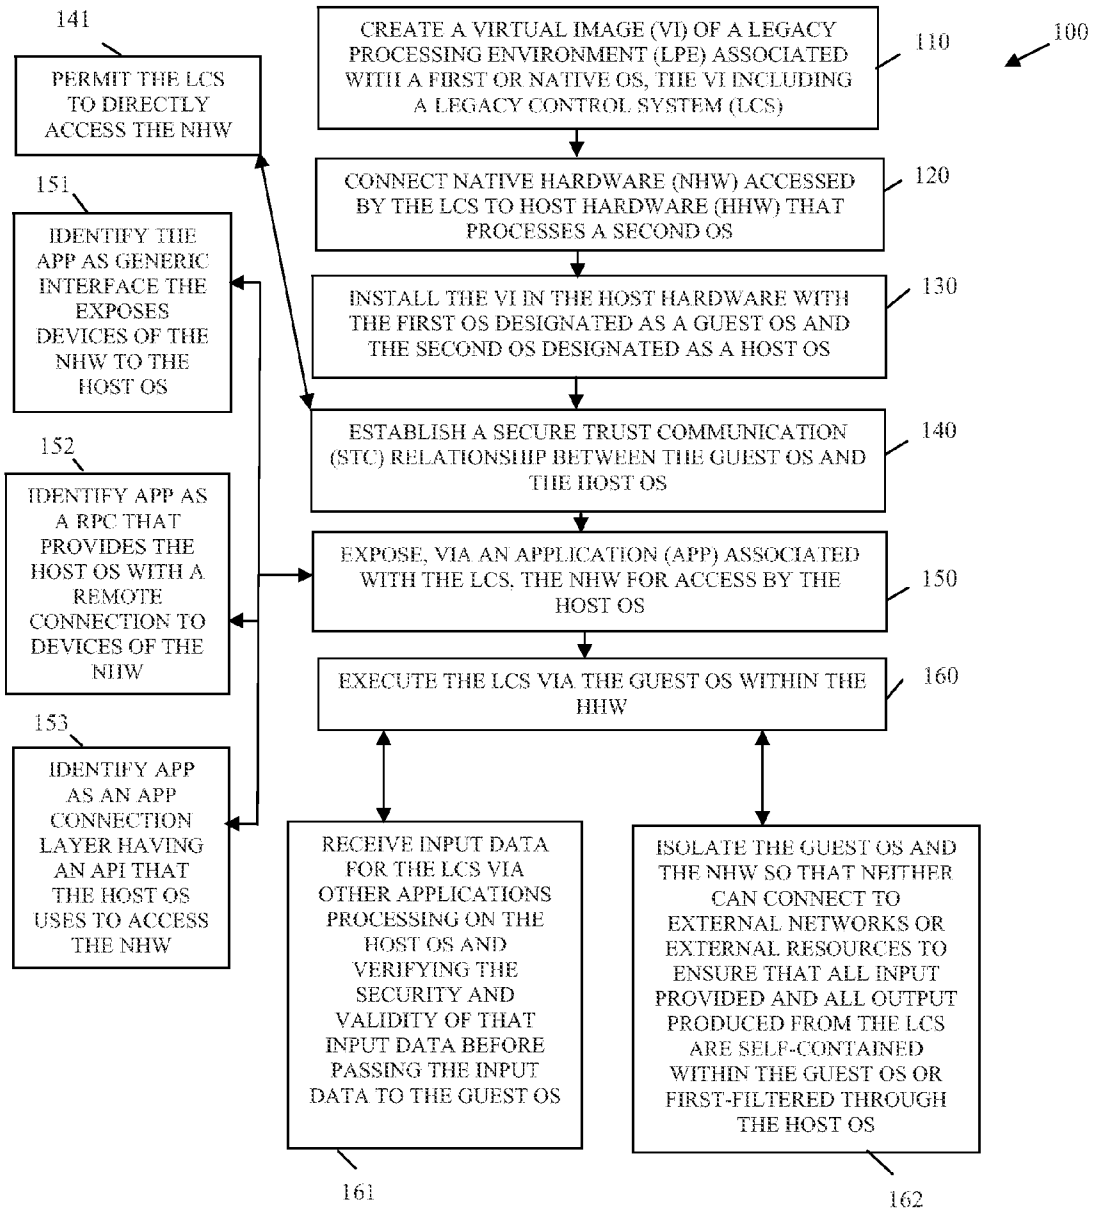 100
CREATE A VIRTUAL IMAGE (VI) OF A LEGACY
PROCESSING ENVIRONMENT (LPE) ASSOCIATED
WITH A FIRST OR NATIVE OS, THE VI INCLUDING
A LEGACY CONTROL SYSTEM (LCS)
110
CONNECT NATIVE HARDWARE (NHW) ACCESSED
BY THE LCS TO HOST HARDWARE (HHW) THAT
PROCESSES A SECOND OS
120
INSTALL THE VI IN THE HOST HARDWARE WITH
THE FIRST OS DESIGNATED AS A GUEST OS AND
THE SECOND OS DESIGNATED AS A HOST OS
130
ESTABLISH A SECURE TRUST COMMUNICATION
(STC) RELATIONSHIP BETWEEN THE GUEST OS AND
THE HOST OS
140
141
PERMIT THE LCS
TO DIRECTLY
ACCESS THE NHW
EXPOSE, VIA AN APPLICATION (APP) ASSOCIATED
WITH THE LCS, THE NHW FOR ACCESS BY THE
HOST OS
150
151
IDENTIFY THE
APP AS GENERIC
INTERFACE THE
EXPOSES
DEVICES OF THE
NHW TO THE
HOST OS
152
IDENTIFY APP AS
A RPC THAT
PROVIDES THE
HOST OS WITH A
REMOTE
CONNECTION TO
DEVICES OF THE
NHW
153
IDENTIFY APP
AS AN APP
CONNECTION
LAYER HAVING
AN API THAT
THE HOST OS
USES TO ACCESS
THE NHW
EXECUTE THE LCS VIA THE GUEST OS WITHIN THE
HHW
160
RECEIVE INPUT DATA
FOR THE LCS VIA
OTHER APPLICATIONS
PROCESSING ON THE
HOST OS AND
VERIFYING THE
SECURITY AND
VALIDITY OF THAT
INPUT DATA BEFORE
PASSING THE INPUT
DATA TO THE GUEST OS
161
ISOLATE THE GUEST OS AND
THE NHW SO THAT NEITHER
CAN CONNECT TO
EXTERNAL NETWORKS OR
EXTERNAL RESOURCES TO
ENSURE THAT ALL INPUT
PROVIDED AND ALL OUTPUT
PRODUCED FROM THE LCS
ARE SELF-CONTAINED
WITHIN THE GUEST OS OR
FIRST-FILTERED THROUGH
THE HOST OS
162